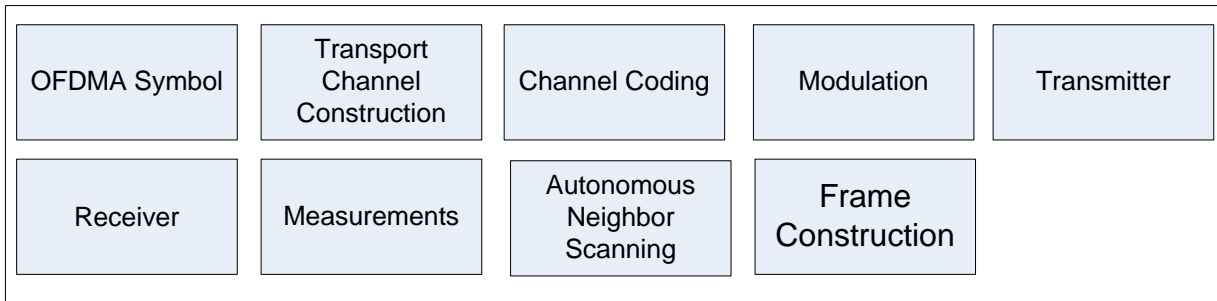 OFDMA Symbol
Transport
Channel
Construction
Channel Coding
Modulation
Transmitter
Receiver
Measurements
Autonomous
Neighbor
Scanning
Frame
Construction